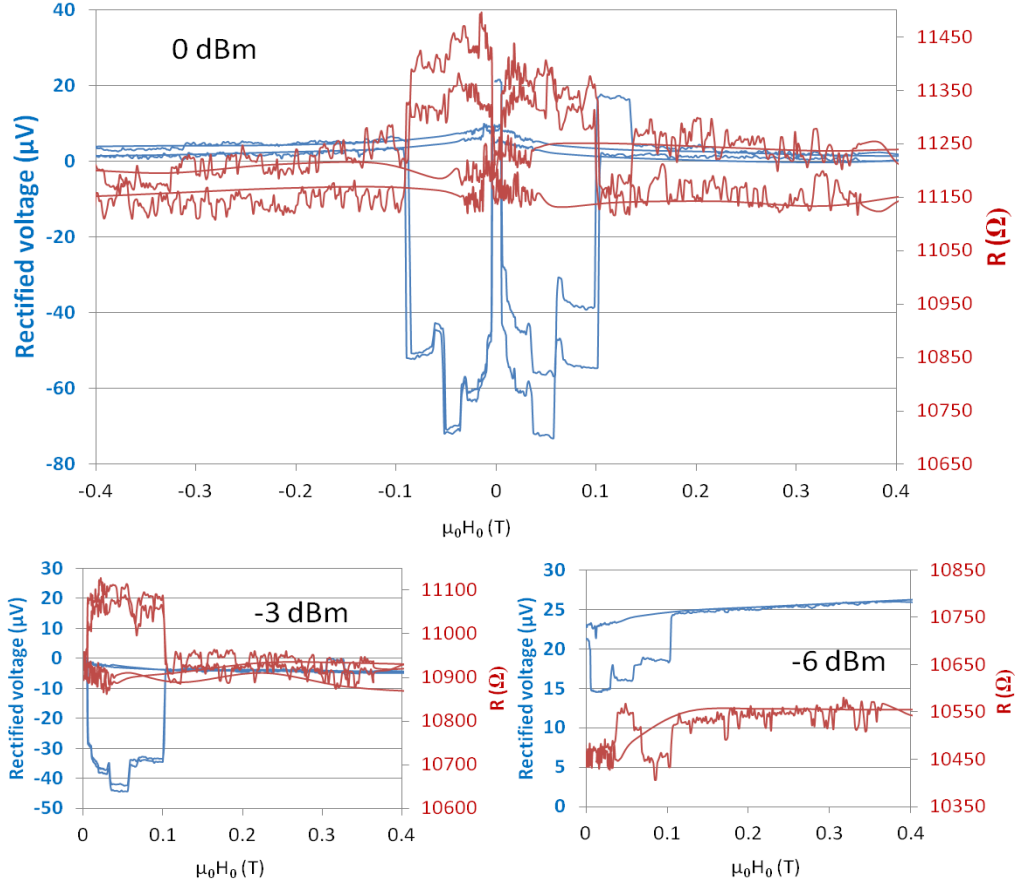 40
20
0
-20
-40
-60
-80
Rectified voltage (µV)
0 dBm
11450
11350
11250
11150
11050
10950
10850
10750
10650
R (Ω)
-0.4 -0.3 -0.2 -0.1 0 0.1 0.2 0.3 0.4
µ₀H₀ (T)
30
20
10
0
-10
-20
-30
-40
-50
Rectified voltage (µV)
-3 dBm
11100
11000
10900
10800
10700
10600
R (Ω)
0 0.1 0.2 0.3 0.4
µ₀H₀ (T)
30
25
20
15
10
5
0
Rectified voltage (µV)
-6 dBm
10850
10750
10650
10550
10450
10350
R (Ω)
0 0.1 0.2 0.3 0.4
µ₀H₀ (T)